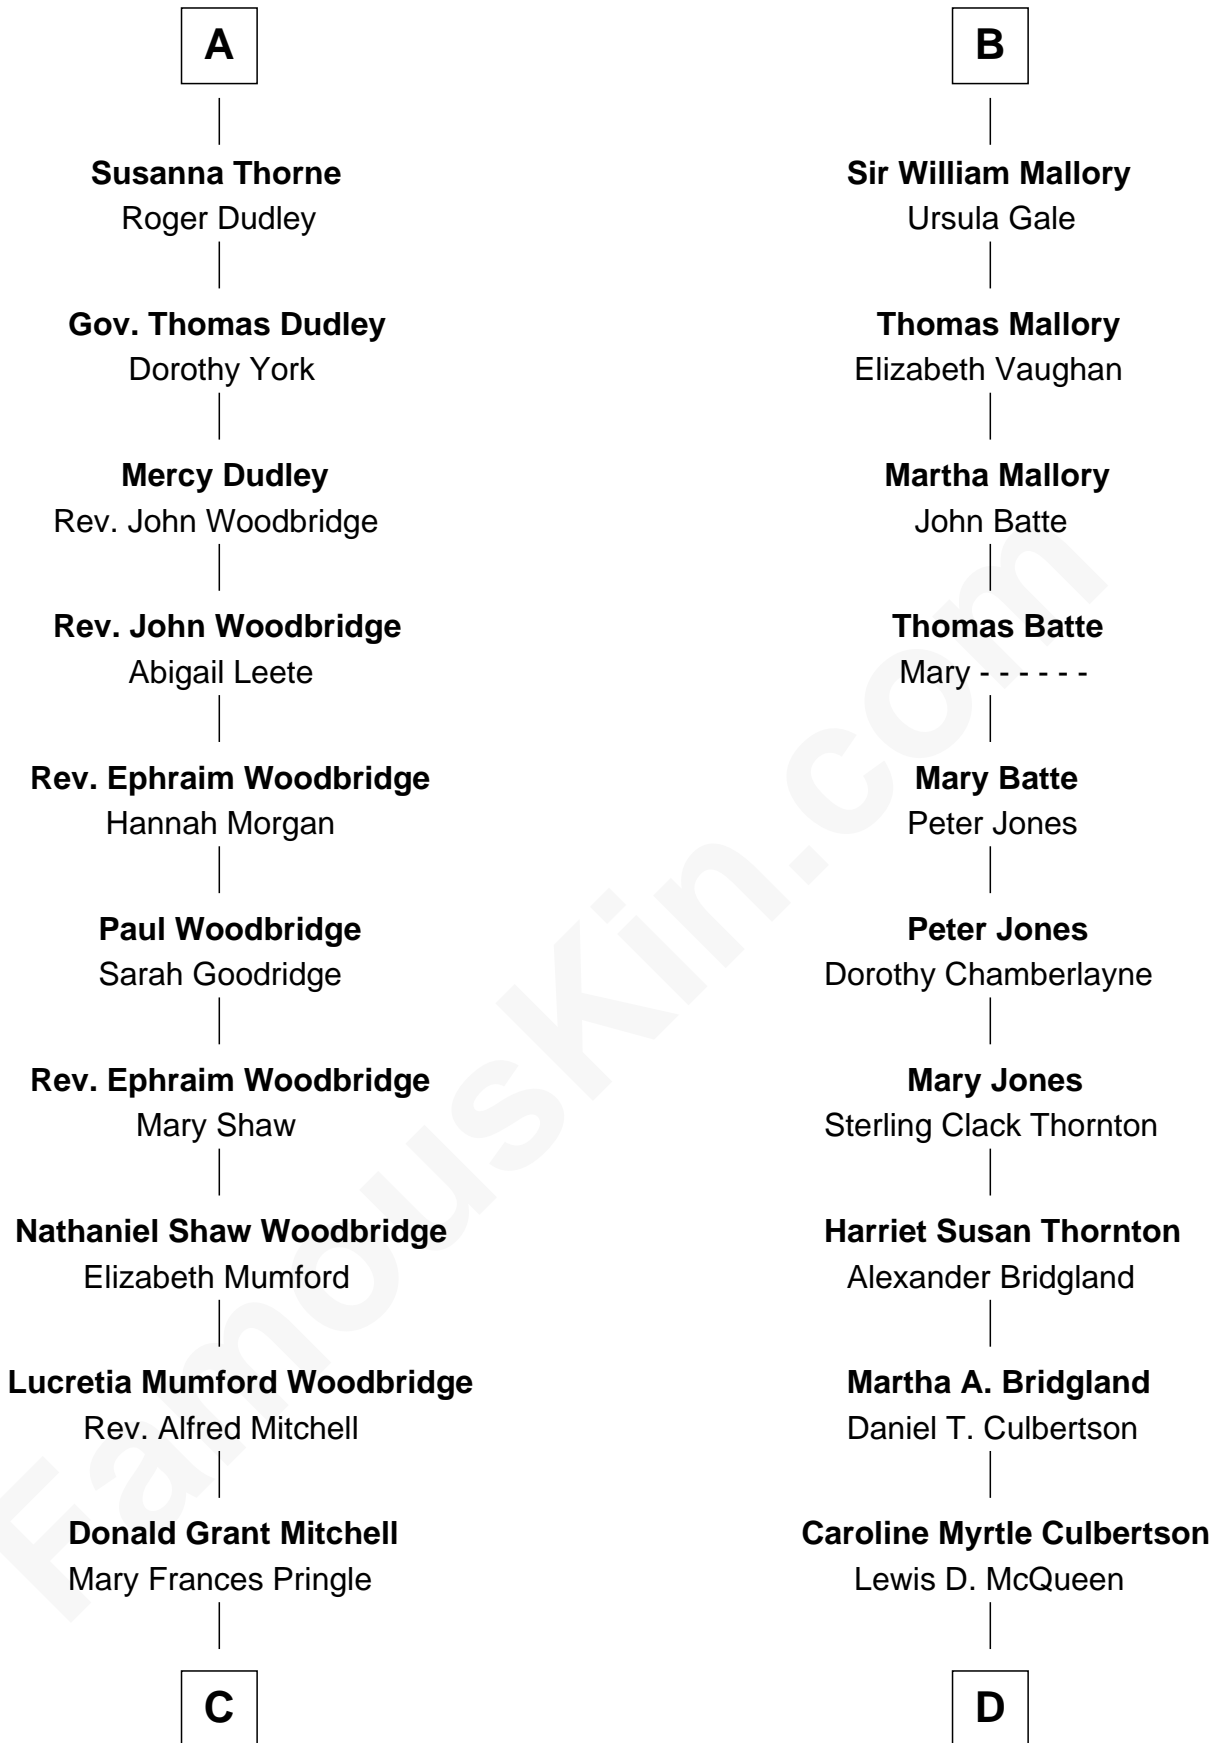 A
Susanna Thorne
Roger Dudley
Gov. Thomas Dudley
Dorothy York
Mercy Dudley
Rev. John Woodbridge
Rev. John Woodbridge
Abigail Leete
Rev. Ephraim Woodbridge
Hannah Morgan
Paul Woodbridge
Sarah Goodridge
Rev. Ephraim Woodbridge
Mary Shaw
Nathaniel Shaw Woodbridge
Elizabeth Mumford
Lucretia Mumford Woodbridge
Rev. Alfred Mitchell
Donald Grant Mitchell
Mary Frances Pringle
C
B
Sir William Mallory
Ursula Gale
Thomas Mallory
Elizabeth Vaughan
Martha Mallory
John Batte
Thomas Batte
Mary - - - - - -
Mary Batte
Peter Jones
Peter Jones
Dorothy Chamberlayne
Mary Jones
Sterling Clack Thornton
Harriet Susan Thornton
Alexander Bridgland
Martha A. Bridgland
Daniel T. Culbertson
Caroline Myrtle Culbertson
Lewis D. McQueen
D
FamousKin.com